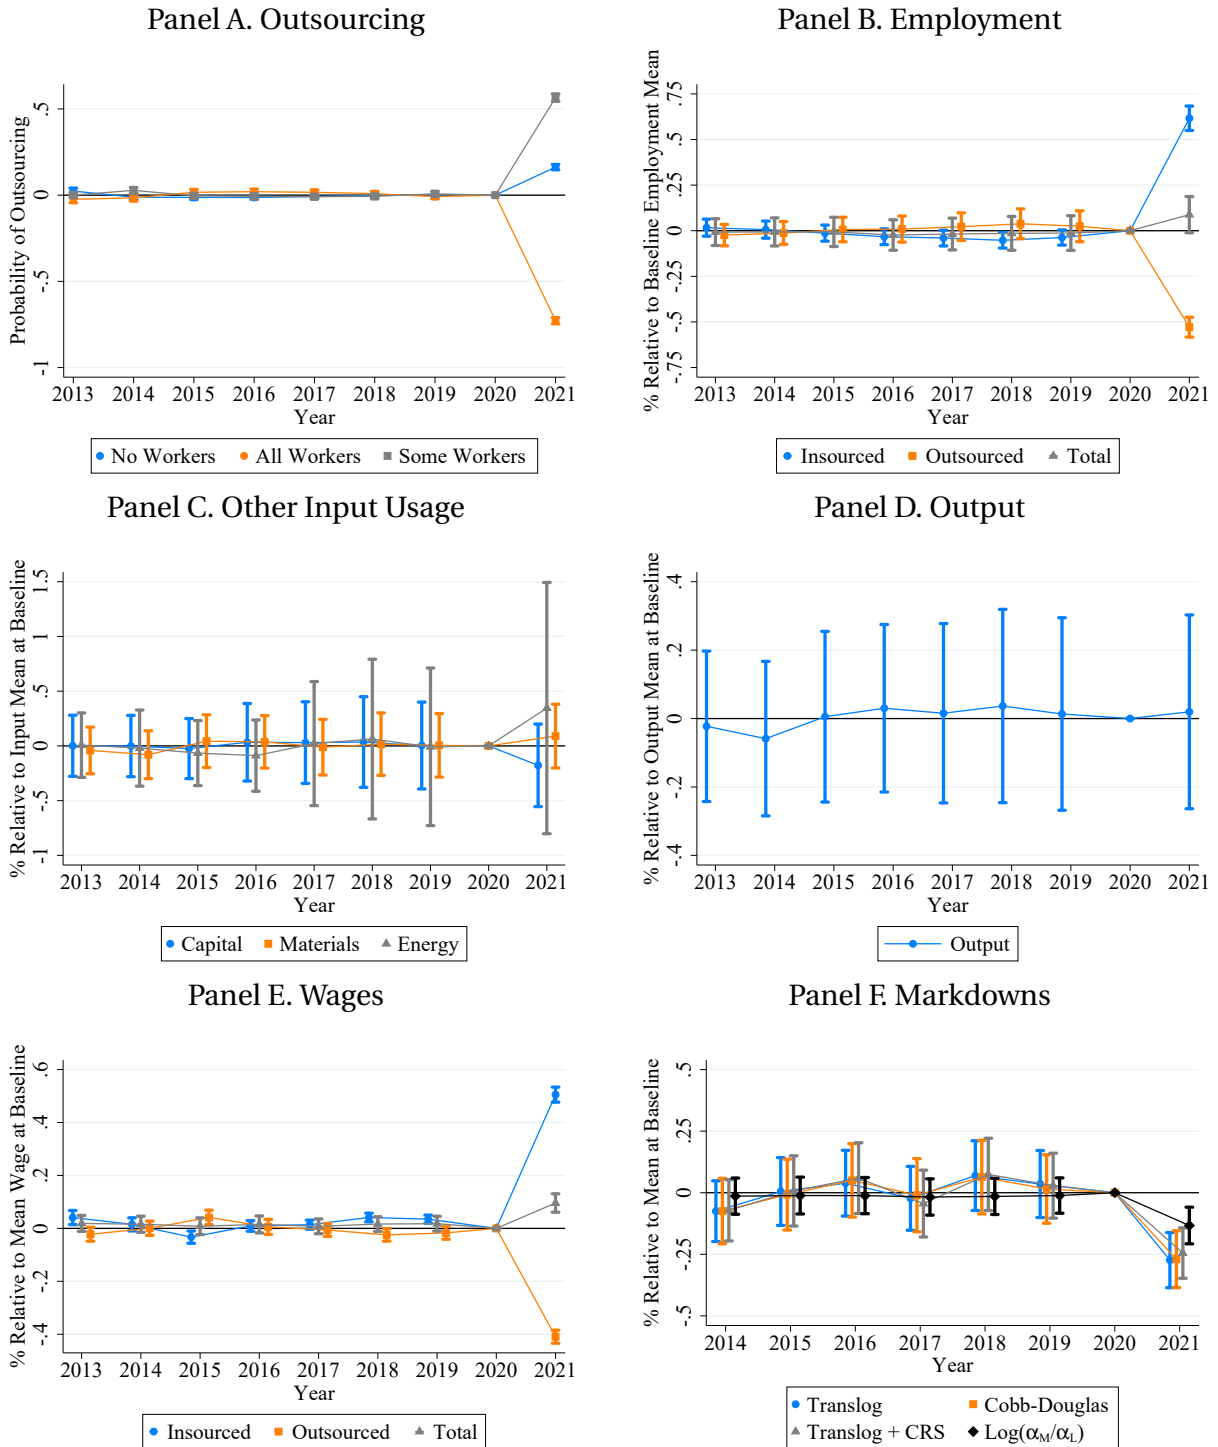 Panel A. Outsourcing
Probability of Outsourcing
.5
0
-.5
-1
2013 2014 2015 2016 2017 2018 2019 2020 2021
Year
No Workers All Workers Some Workers
Panel B. Employment
% Relative to Baseline Employment Mean
.75
.5
.25
0
-.25
-.5
-.75
2013 2014 2015 2016 2017 2018 2019 2020 2021
Year
Insourced Outsourced Total
Panel C. Other Input Usage
% Relative to Input Mean at Baseline
1.5
1
.5
0
-.5
-1
2013 2014 2015 2016 2017 2018 2019 2020 2021
Year
Capital Materials Energy
Panel D. Output
% Relative to Output Mean at Baseline
.4
.2
0
-.2
-.4
2013 2014 2015 2016 2017 2018 2019 2020 2021
Year
Output
Panel E. Wages
% Relative to Mean Wage at Baseline
.6
.4
.2
0
-.2
-.4
2013 2014 2015 2016 2017 2018 2019 2020 2021
Year
Insourced Outsourced Total
Panel F. Markdowns
% Relative to Mean at Baseline
.5
.25
0
-.25
-.5
2014 2015 2016 2017 2018 2019 2020 2021
Year
Translog Cobb-Douglas
Translog + CRS Log(α_M/α_L)